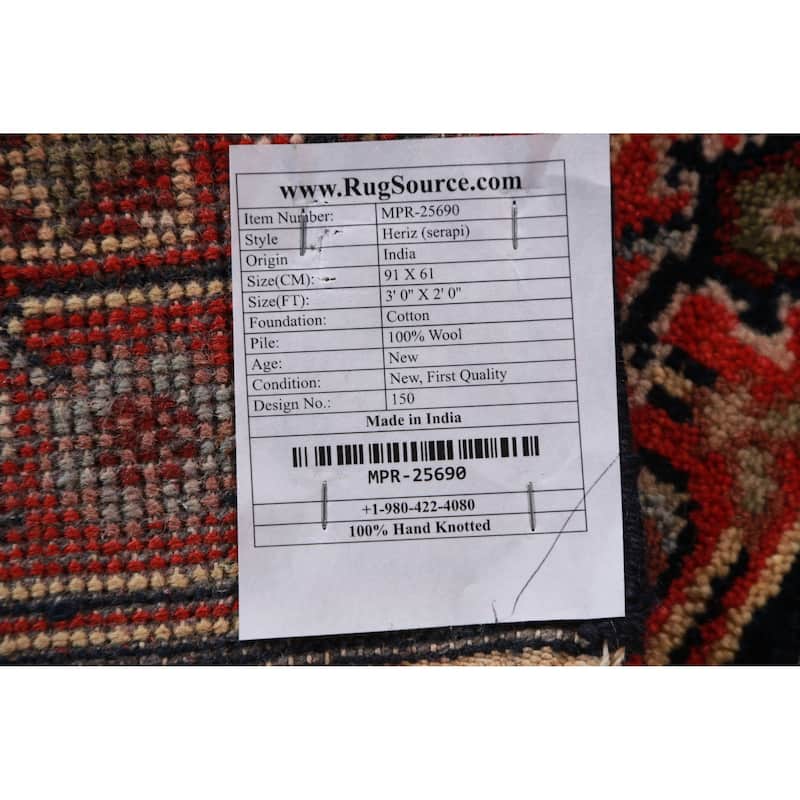 www.RugSource.com
Item Number: MPR-25690
Style Heriz (serapi)
Origin India
Size(CM): 91 X 61
Size(FT): 3' 0" X 2' 0"
Foundation: Cotton
Pile: 100% Wool
Age: New
Condition: New, First Quality
Design No.: 150
Made in India
MPR-25690
+1-980-422-4080
100% Hand Knotted